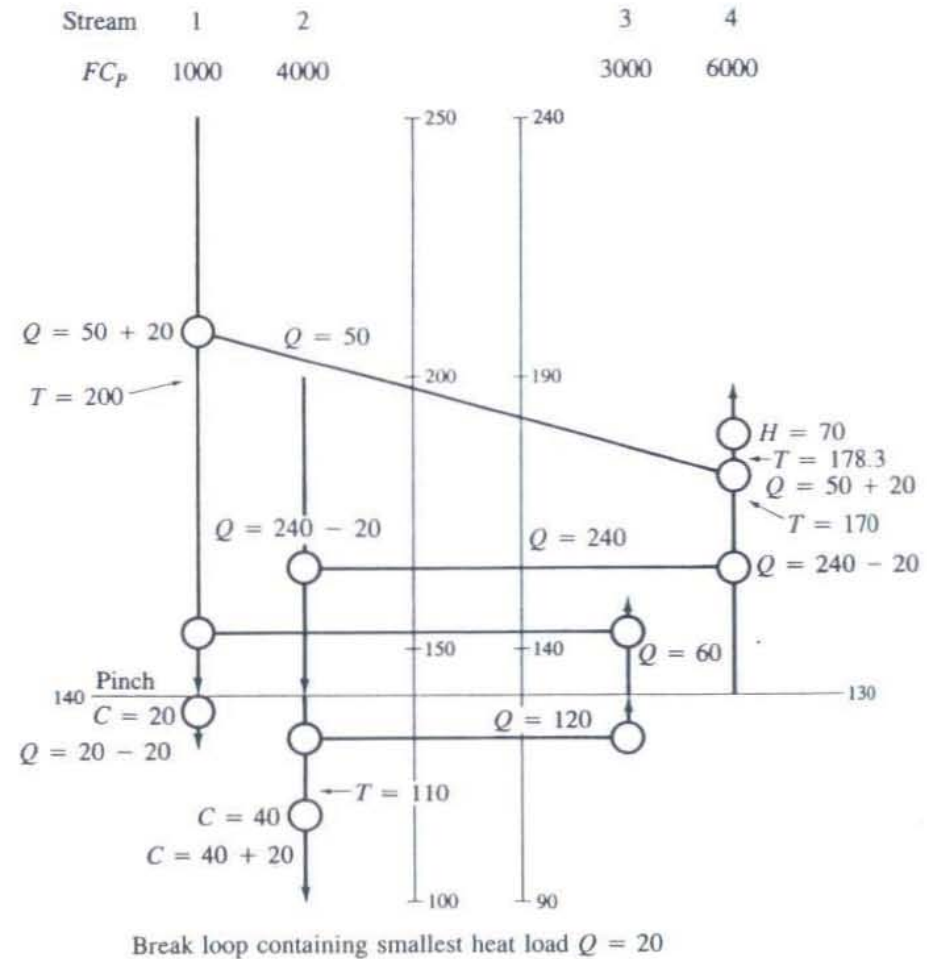 Stream 1 2 3 4
FC_P 1000 4000 3000 6000
250 240
Q = 50 + 20 Q = 50
200 190
T = 200
H = 70
T = 178.3
Q = 50 + 20
T = 170
Q = 240 − 20 Q = 240
Q = 240 − 20
150 140 Q = 60
Pinch
140 130
C = 20 Q = 120
Q = 20 − 20
T = 110
C = 40
C = 40 + 20
100 90
Break loop containing smallest heat load Q = 20